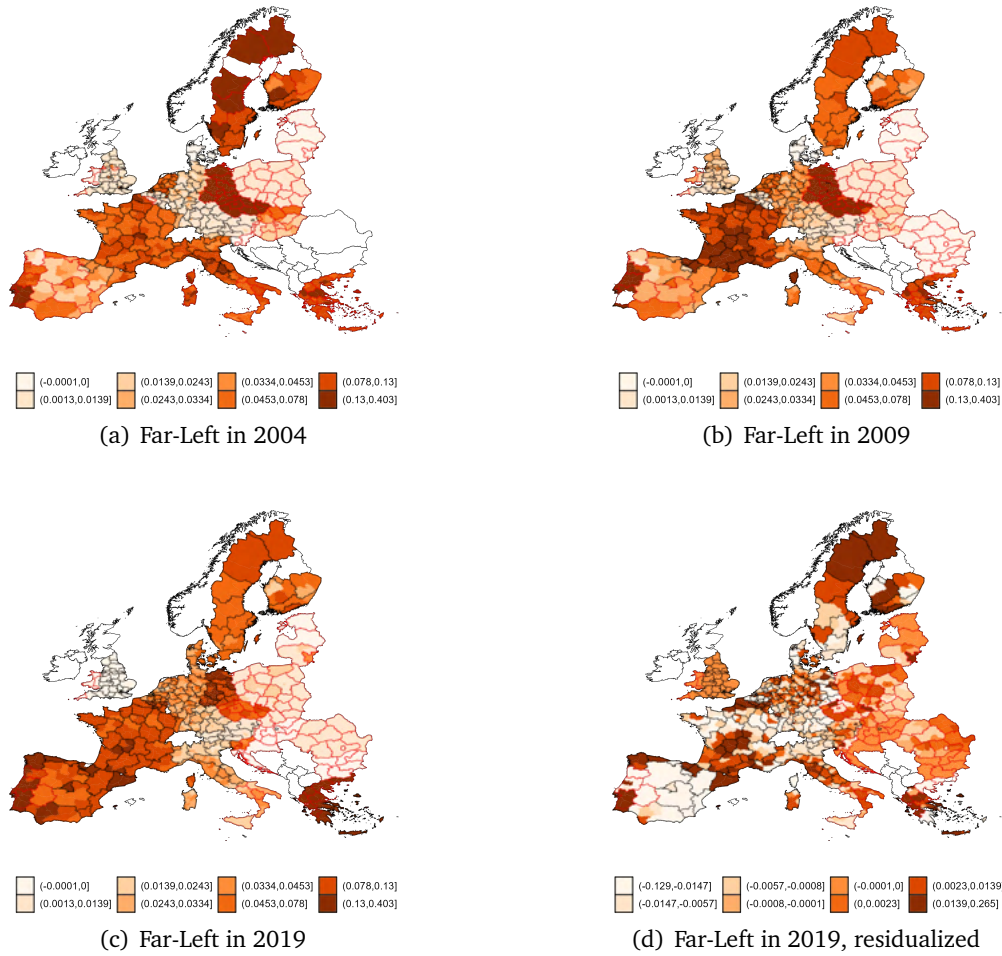 (-0.0001,0] (0.0139,0.0243] (0.0334,0.0453] (0.078,0.13]
(0.0013,0.0139] (0.0243,0.0334] (0.0453,0.078] (0.13,0.403]
(a) Far-Left in 2004
(-0.0001,0] (0.0139,0.0243] (0.0334,0.0453] (0.078,0.13]
(0.0013,0.0139] (0.0243,0.0334] (0.0453,0.078] (0.13,0.403]
(b) Far-Left in 2009
(-0.0001,0] (0.0139,0.0243] (0.0334,0.0453] (0.078,0.13]
(0.0013,0.0139] (0.0243,0.0334] (0.0453,0.078] (0.13,0.403]
(c) Far-Left in 2019
(-0.129,-0.0147] (-0.0057,-0.0008] (-0.0001,0] (0.0023,0.0139]
(-0.0147,-0.0057] (-0.0008,-0.0001] (0,0.0023] (0.0139,0.265]
(d) Far-Left in 2019, residualized